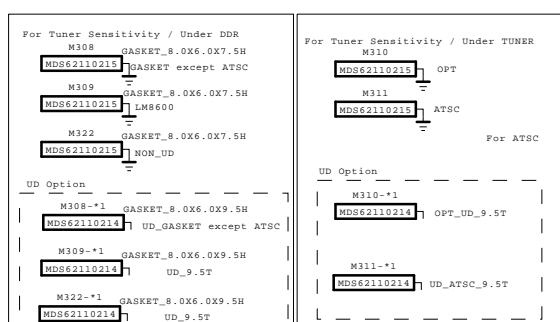 For Tuner Sensitivity / Under DDR
M308
GASKET_8.0X6.0X7.5H
MDS62110215
GASKET except ATSC
M309
GASKET_8.0X6.0X7.5H
MDS62110215
LM8600
M322
GASKET_8.0X6.0X7.5H
MDS62110215
NON_UD
UD Option
M308-*1
GASKET_8.0X6.0X9.5H
MDS62110214
UD_GASKET except ATSC
M309-*1
GASKET_8.0X6.0X9.5H
MDS62110214
UD_9.5T
M322-*1
GASKET_8.0X6.0X9.5H
MDS62110214
UD_9.5T
For Tuner Sensitivity / Under TUNER
M310
MDS62110215
OPT
M311
MDS62110215
ATSC
For ATSC
UD Option
M310-*1
MDS62110214
OPT_UD_9.5T
M311-*1
MDS62110214
UD_ATSC_9.5T